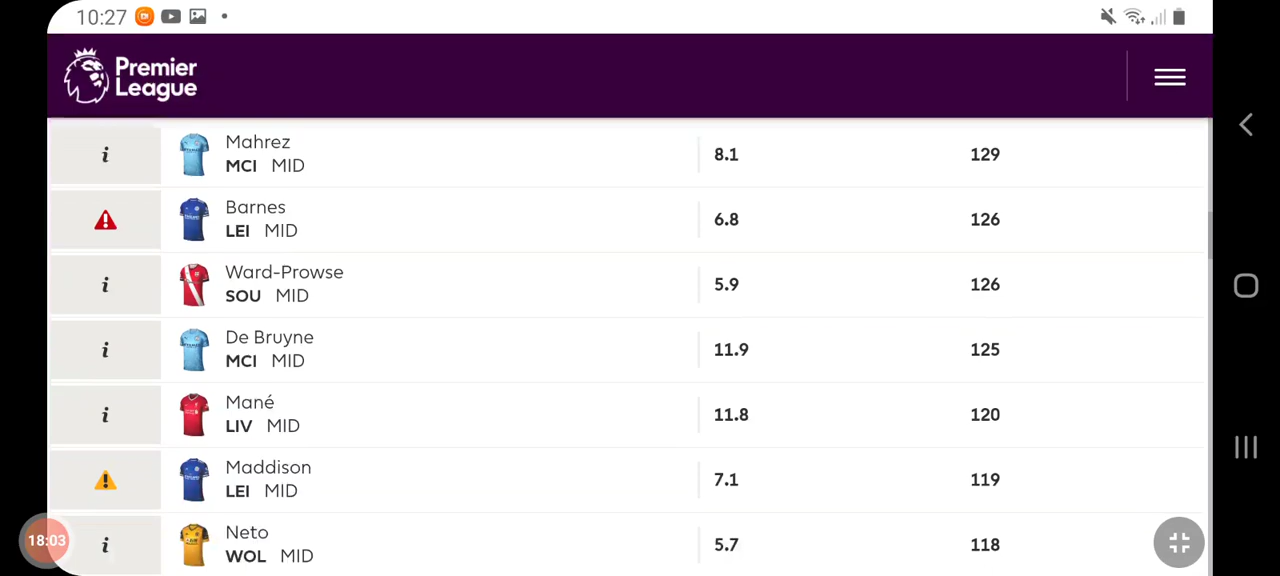 10:27
Premier
League
Mahrez
MCI MID
8.1
129
Barnes
LEI MID
6.8
126
Ward-Prowse
SOU MID
5.9
126
De Bruyne
MCI MID
11.9
125
Mané
LIV MID
11.8
120
Maddison
LEI MID
7.1
119
Neto
WOL MID
5.7
118
18:03